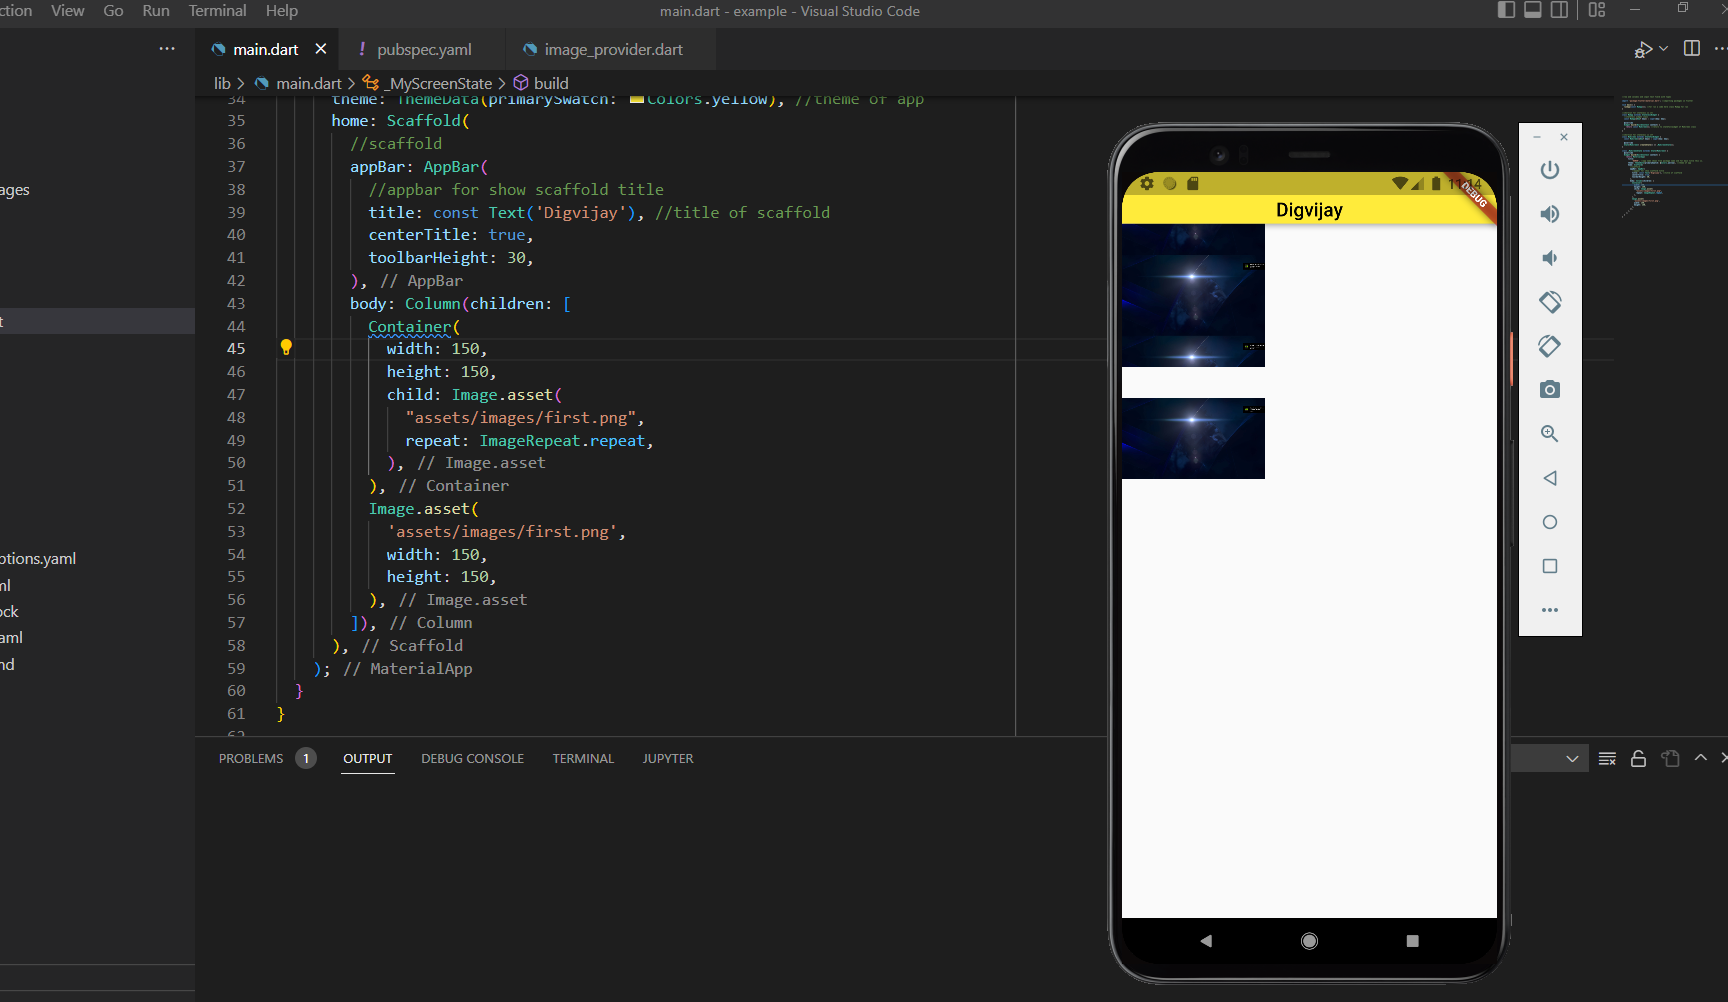 ction View Go Run Terminal Help
main.dart - example - Visual Studio Code
main.dart
pubspec.yaml
image_provider.dart
lib > main.dart > _MyScreenState > build
34 theme: ThemeData(primarySwatch: Colors.yellow), //theme of app
35 home: Scaffold(
36 //scaffold
37 appBar: AppBar(
38 //appbar for show scaffold title
39 title: const Text('Digvijay'), //title of scaffold
40 centerTitle: true,
41 toolbarHeight: 30,
42 ), // AppBar
43 body: Column(children: [
44 Container(
45 width: 150,
46 height: 150,
47 child: Image.asset(
48 "assets/images/first.png",
49 repeat: ImageRepeat.repeat,
50 ), // Image.asset
51 ), // Container
52 Image.asset(
53 'assets/images/first.png',
54 width: 150,
55 height: 150,
56 ), // Image.asset
57 ]), // Column
58 ), // Scaffold
59 ); // MaterialApp
60 }
61 }
62
ages
t
ptions.yaml
ml
ock
aml
nd
PROBLEMS 1 OUTPUT DEBUG CONSOLE TERMINAL JUPYTER
DEBUG
Digvijay